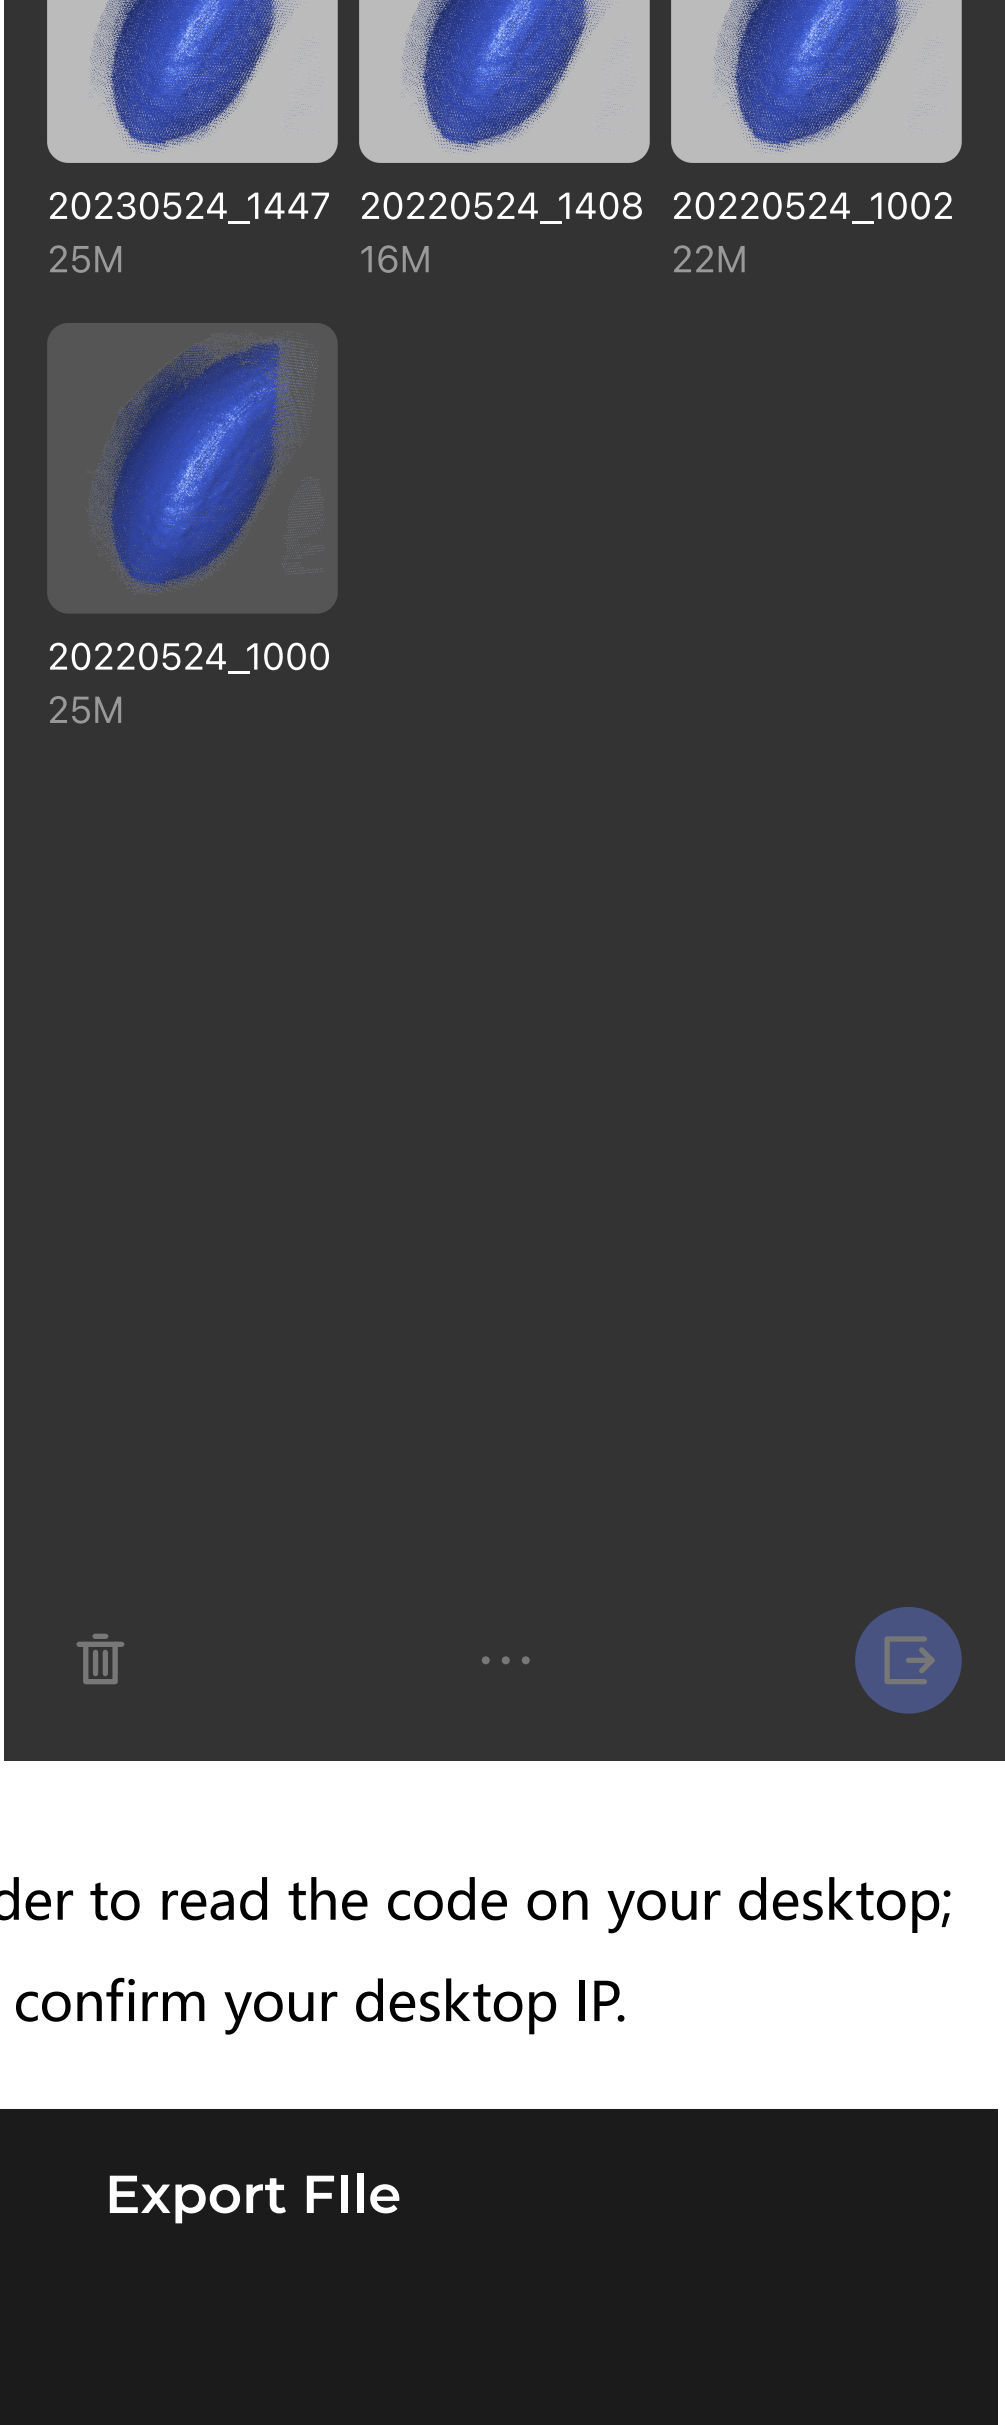 20230524_1447 20220524_1408 20220524_1002
25M 16M 22M
20220524_1000
25M
to read the code on your desktop;
confirm your desktop IP.
Export FIle